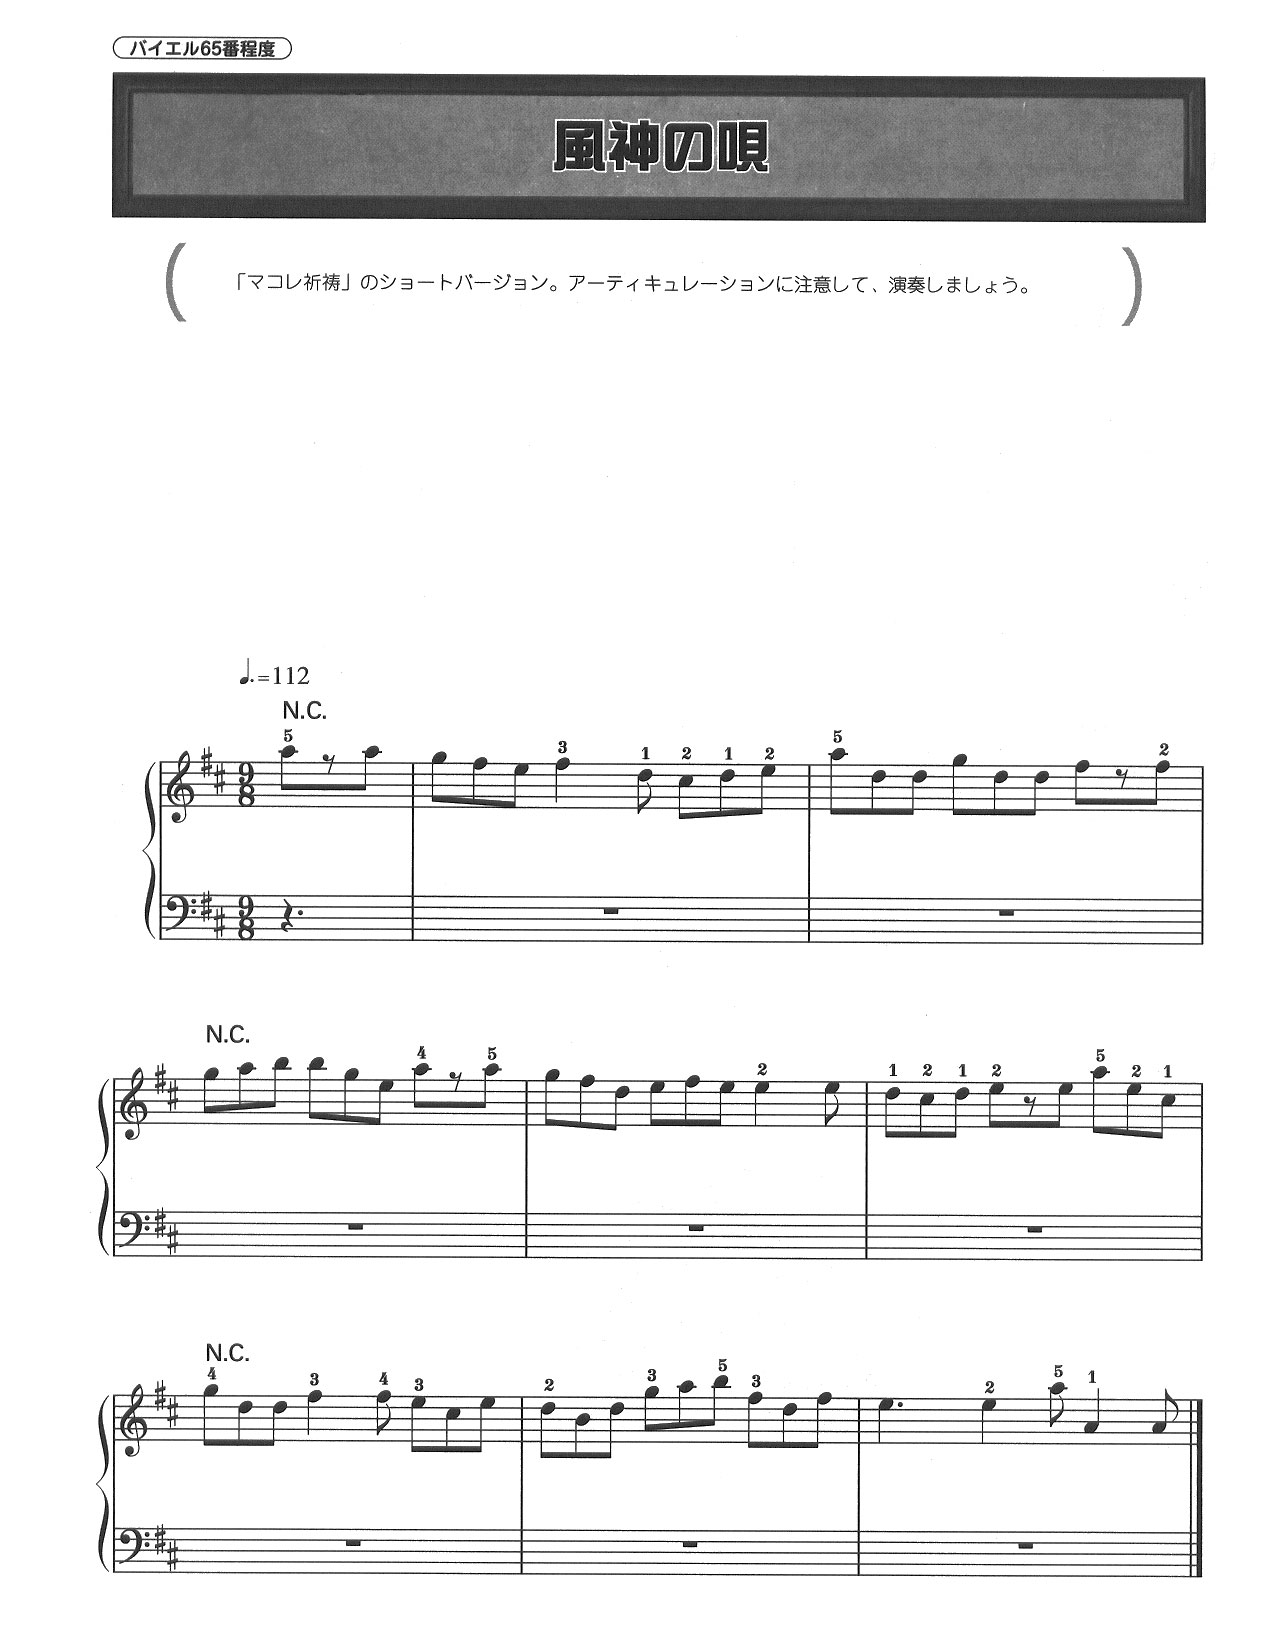 バイエル65番程度
風神の唄
「マコレ祈祷」のショートバージョン。アーティキュレーションに注意して、演奏しましょう。
♩.=112
N.C.
5 3 1 2 1 2 5 2
9 8
9 8
N.C.
4 5 2 1 2 1 2 5 2 1
N.C.
4 3 4 3 2 3 5 3 2 5 1